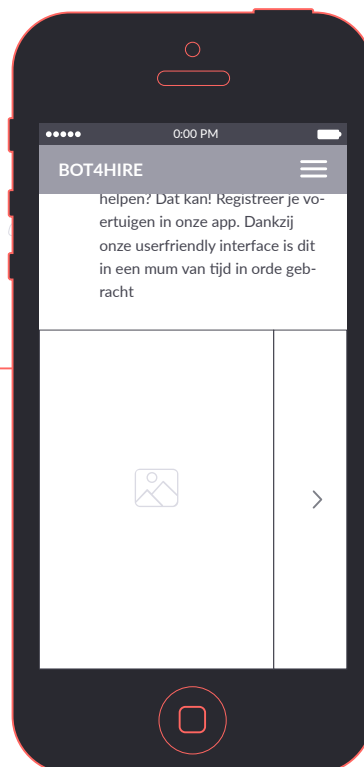 0:00 PM
BOT4HIRE
helpen? Dat kan! Registreer je vo-
ertuigen in onze app. Dankzij
onze userfriendly interface is dit
in een mum van tijd in orde geb-
racht